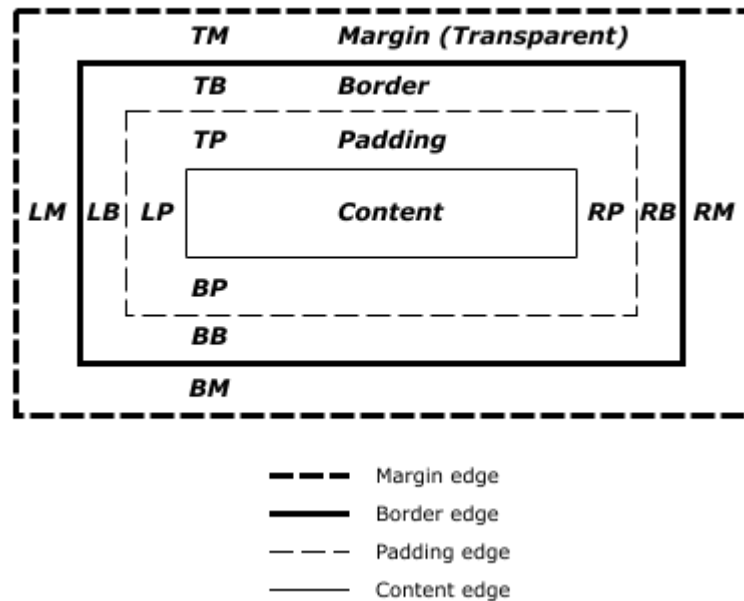 TM Margin (Transparent)
TB Border
TP Padding
LM LB LP Content RP RB RM
BP
BB
BM
Margin edge
Border edge
Padding edge
Content edge